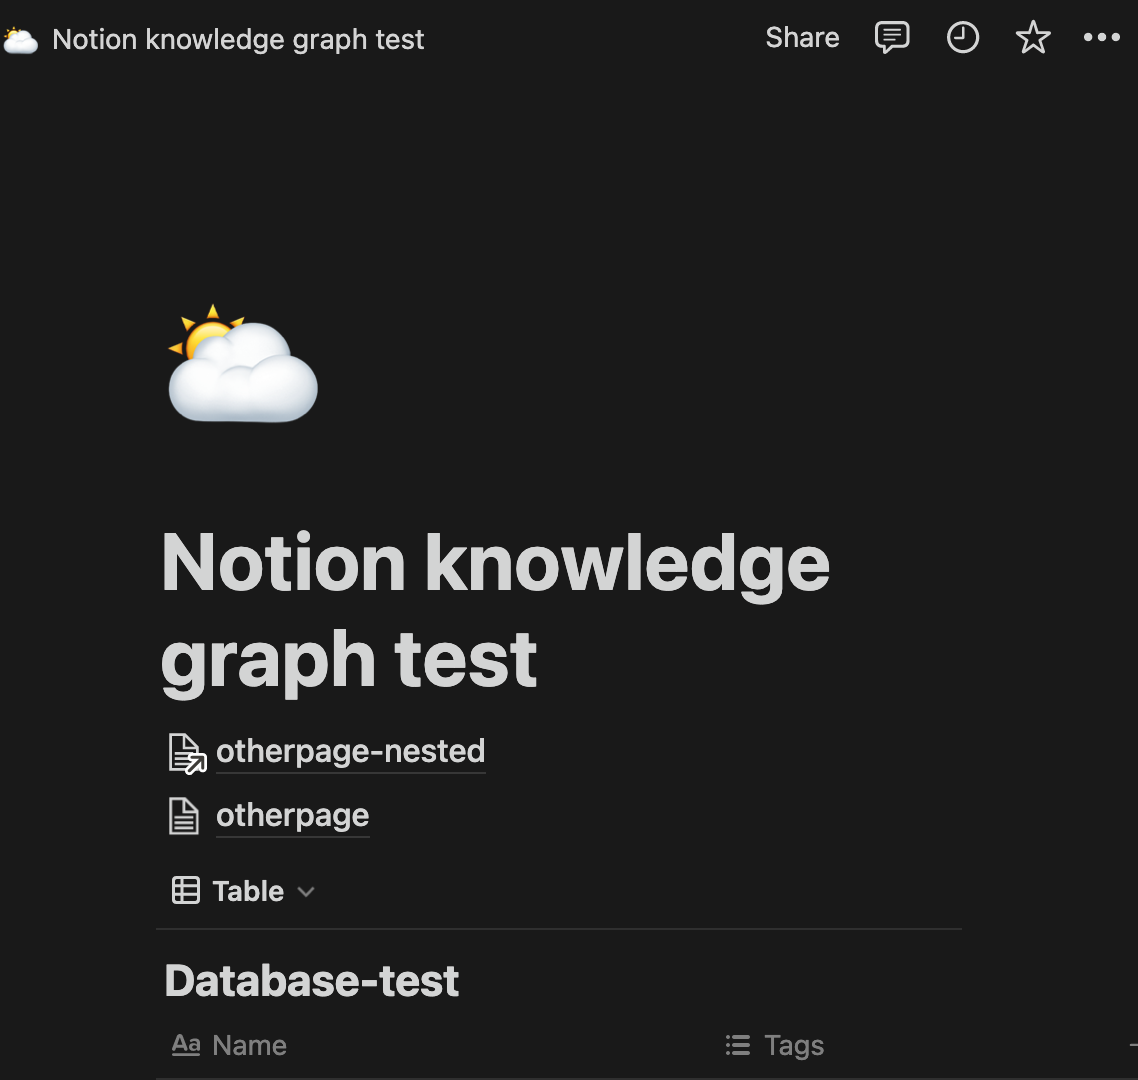 Notion knowledge graph test
Share
Notion knowledge
graph test
otherpage-nested
otherpage
Table
Database-test
Aa Name
Tags